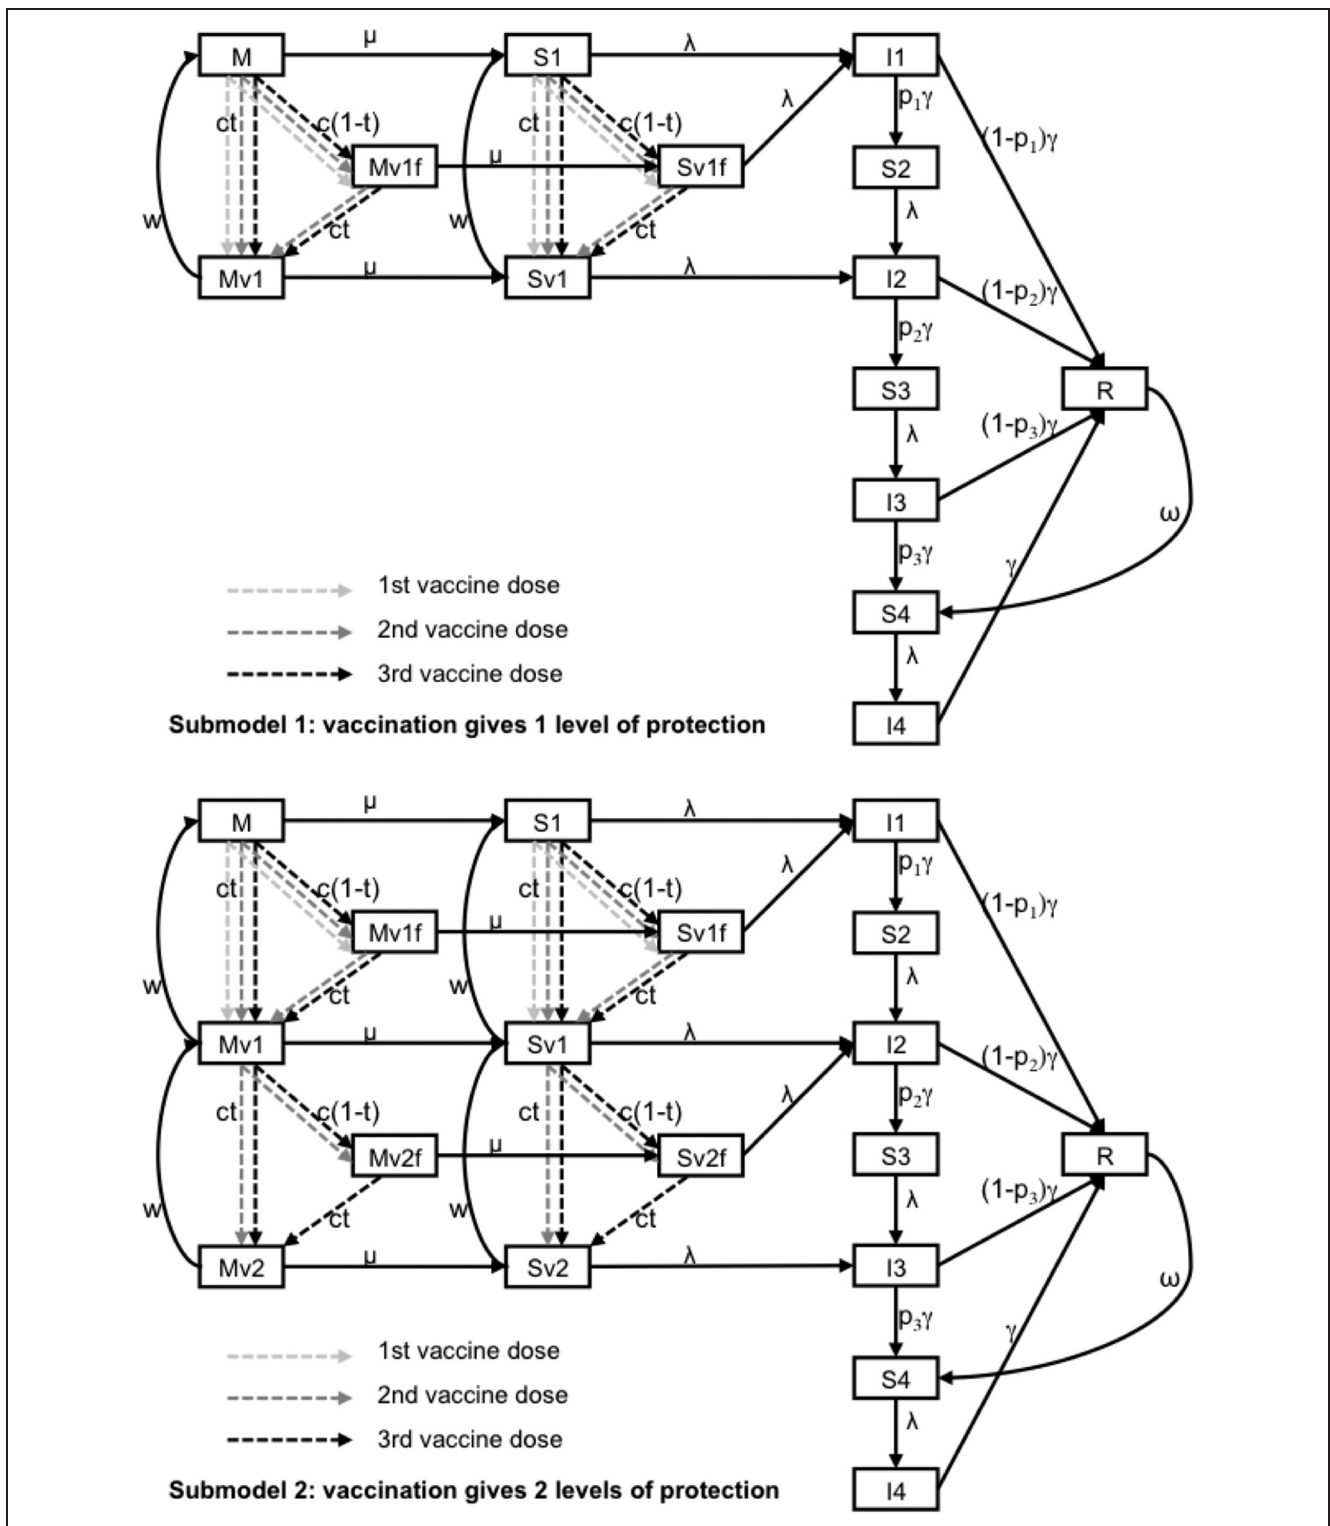 μ
λ
M
S1
I1
p₁γ
λ
ct
c(1-t)
ct
c(1-t)
(1-p₁)γ
Mv1f
μ
Sv1f
S2
w
ct
w
ct
λ
Mv1
μ
Sv1
λ
I2
(1-p₂)γ
p₂γ
S3
R
(1-p₃)γ
λ
I3
ω
p₃γ
γ
1st vaccine dose
S4
2nd vaccine dose
λ
3rd vaccine dose
Submodel 1: vaccination gives 1 level of protection
I4
μ
λ
M
S1
I1
λ
p₁γ
ct
c(1-t)
ct
c(1-t)
(1-p₁)γ
Mv1f
μ
Sv1f
S2
w
ct
w
ct
λ
Mv1
μ
Sv1
λ
I2
(1-p₂)γ
λ
p₂γ
ct
c(1-t)
ct
c(1-t)
Mv2f
μ
Sv2f
S3
R
w
ct
w
ct
λ
(1-p₃)γ
Mv2
μ
Sv2
λ
I3
ω
p₃γ
γ
1st vaccine dose
S4
2nd vaccine dose
λ
3rd vaccine dose
Submodel 2: vaccination gives 2 levels of protection
I4